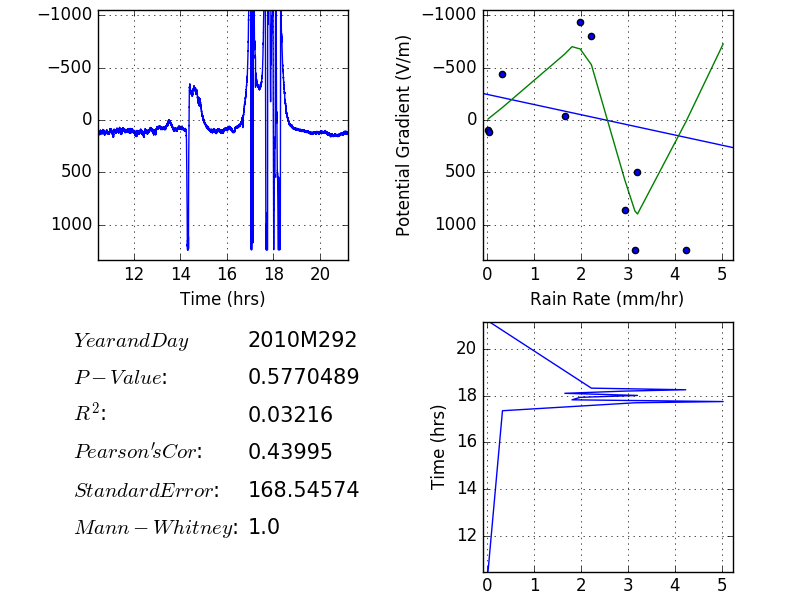 −1000
−500
0
500
1000
12 14 16 18 20
Time (hrs)
Potential Gradient (V/m)
−1000
−500
0
500
1000
0 1 2 3 4 5
Rain Rate (mm/hr)
YearandDay 2010M292
P−Value: 0.5770489
R²: 0.03216
Pearson'sCor: 0.43995
StandardError: 168.54574
Mann−Whitney: 1.0
Time (hrs)
20
18
16
14
12
0 1 2 3 4 5